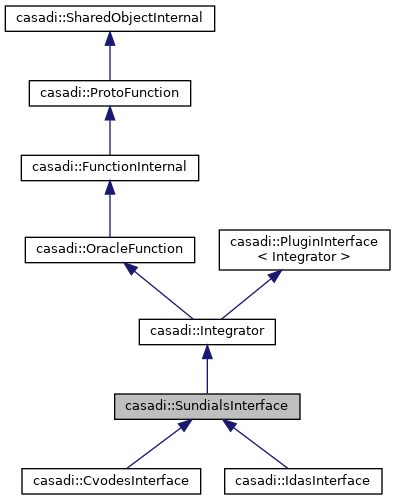 casadi::SharedObjectInternal
casadi::ProtoFunction
casadi::FunctionInternal
casadi::OracleFunction
casadi::PluginInterface
< Integrator >
casadi::Integrator
casadi::SundialsInterface
casadi::CvodesInterface
casadi::IdasInterface